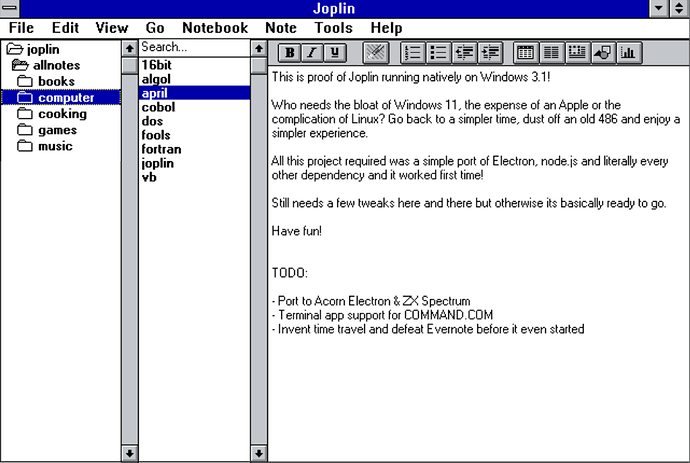 Joplin
File Edit View Go Notebook Note Tools Help
joplin
allnotes
books
computer
cooking
games
music
Search...
16bit
algol
april
cobol
dos
fools
fortran
joplin
vb
B I U
This is proof of Joplin running natively on Windows 3.1!
Who needs the bloat of Windows 11, the expense of an Apple or the
complication of Linux? Go back to a simpler time, dust off an old 486 and enjoy a
simpler experience.
All this project required was a simple port of Electron, node.js and literally every
other dependency and it worked first time!
Still needs a few tweaks here and there but otherwise its basically ready to go.
Have fun!
TODO:
- Port to Acorn Electron & ZX Spectrum
- Terminal app support for COMMAND.COM
- Invent time travel and defeat Evernote before it even started